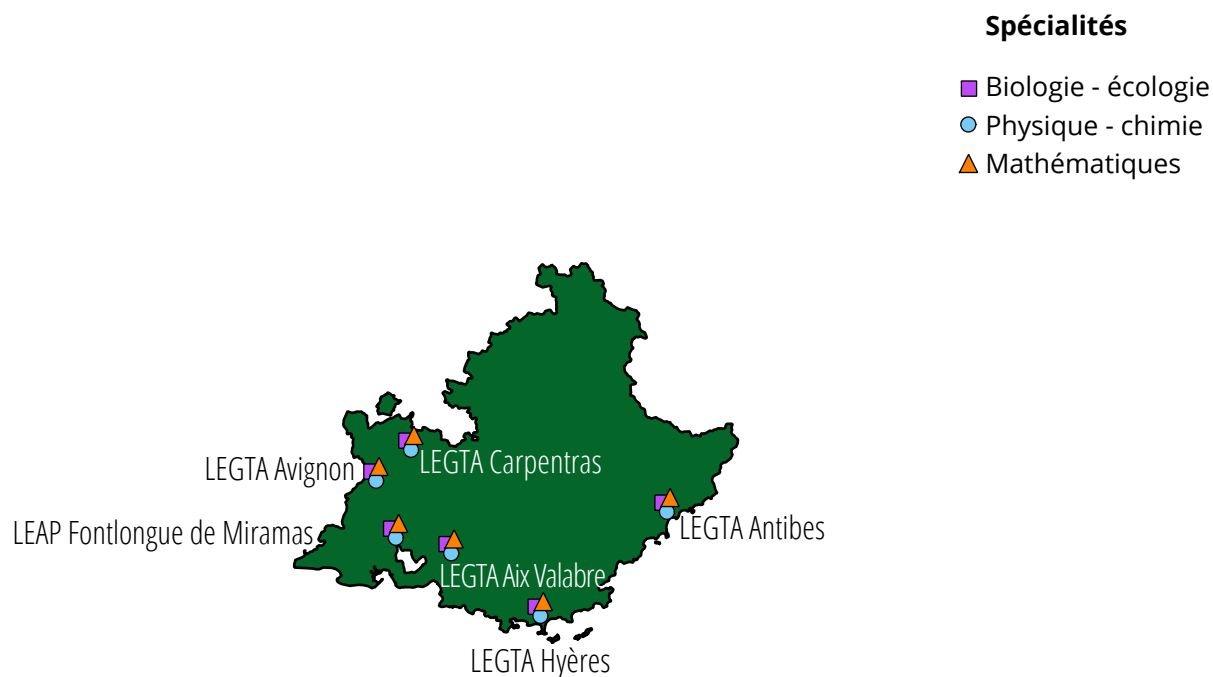 Spécialités
Biologie - écologie
Physique - chimie
Mathématiques
LEGTA Carpentras
LEGTA Avignon
LEGTA Antibes
LEAP Fontlongue de Miramas
LEGTA Aix Valabre
LEGTA Hyères